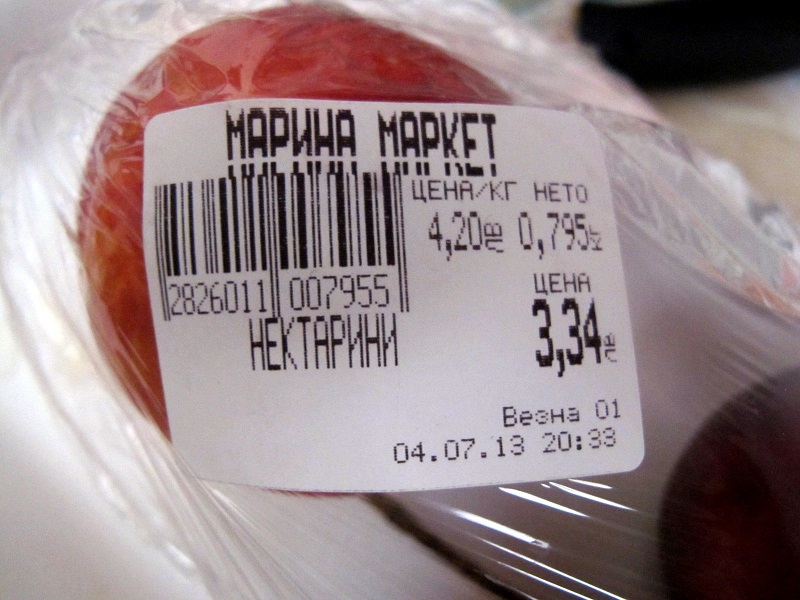 МАРИНА МАРКЕТ
ЦЕНА/КГ НЕТО
4,20лв 0,795кг
2826011 007955
ЦЕНА
НЕКТАРИНИ
3,34лв
Везна 01
04.07.13 20:33